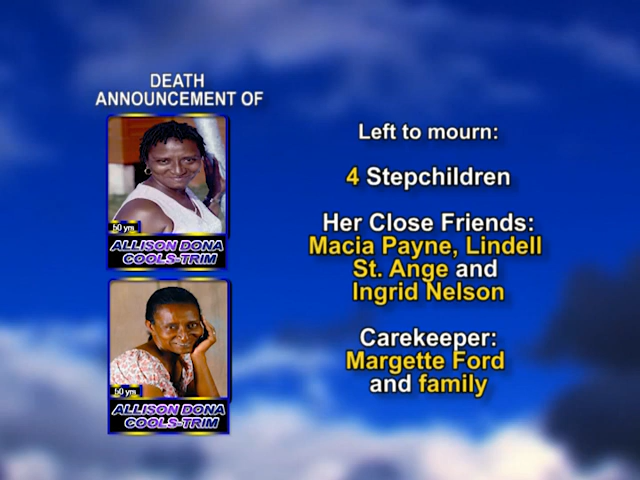 DEATH
ANNOUNCEMENT OF
50 yrs
ALLISON DONA
COOLS-TRIM
50 yrs
ALLISON DONA
COOLS-TRIM
Left to mourn:
4 Stepchildren
Her Close Friends:
Macia Payne, Lindell
St. Ange and
Ingrid Nelson
Carekeeper:
Margette Ford
and family